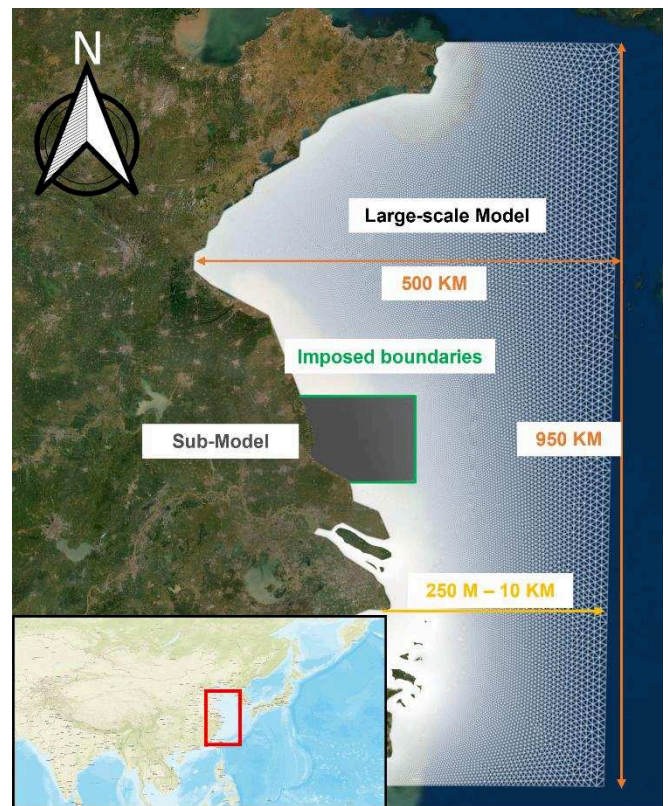 N
Large-scale Model
500 KM
Imposed boundaries
Sub-Model
950 KM
250 M – 10 KM